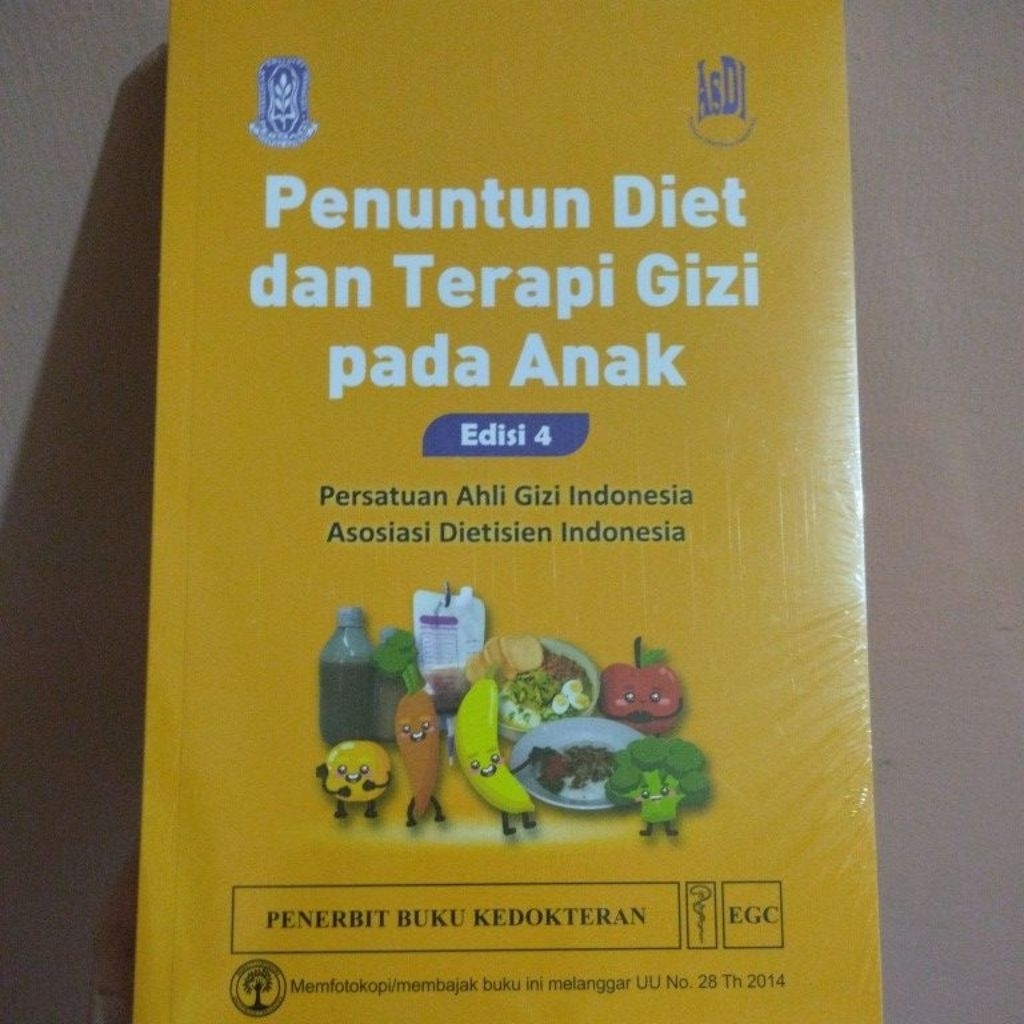 AsDI
Penuntun Diet
dan Terapi Gizi
pada Anak
Edisi 4
Persatuan Ahli Gizi Indonesia
Asosiasi Dietisien Indonesia
PENERBIT BUKU KEDOKTERAN
EGC
Memfotokopi/membajak buku ini melanggar UU No. 28 Th 2014